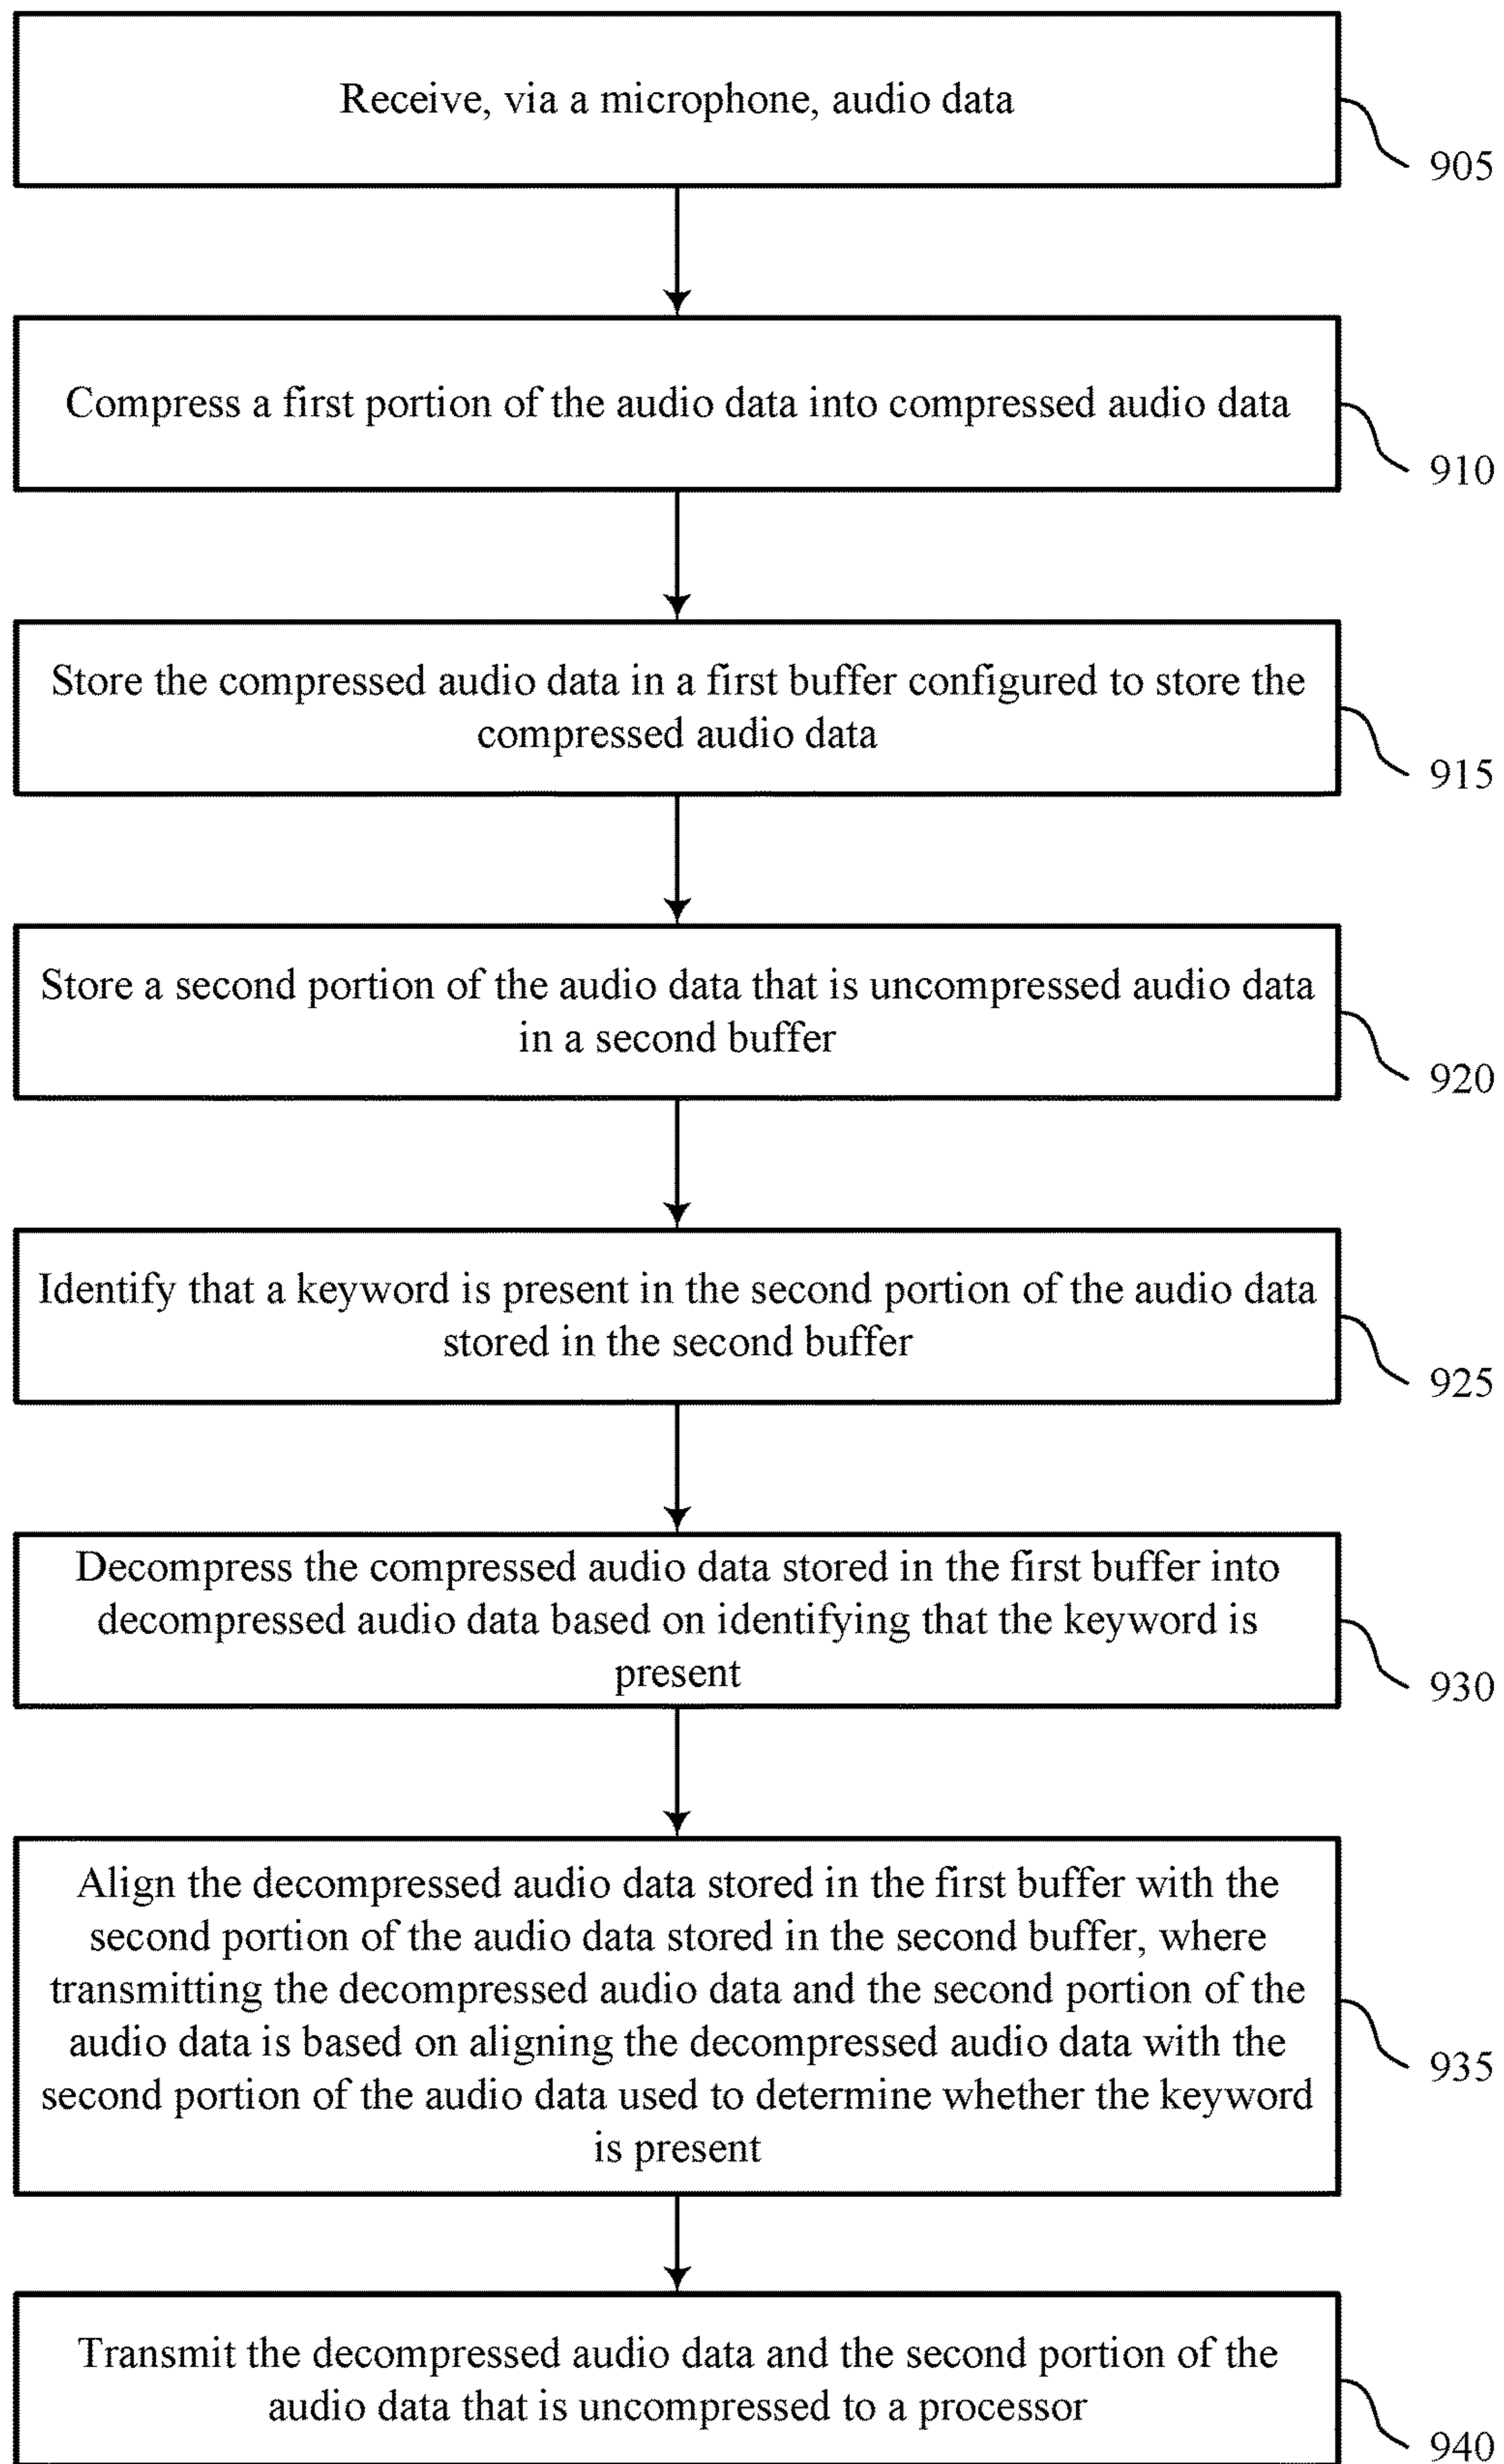 Receive, via a microphone, audio data
905
Compress a first portion of the audio data into compressed audio data
910
Store the compressed audio data in a first buffer configured to store the
compressed audio data
915
Store a second portion of the audio data that is uncompressed audio data
in a second buffer
920
Identify that a keyword is present in the second portion of the audio data
stored in the second buffer
925
Decompress the compressed audio data stored in the first buffer into
decompressed audio data based on identifying that the keyword is
present
930
Align the decompressed audio data stored in the first buffer with the
second portion of the audio data stored in the second buffer, where
transmitting the decompressed audio data and the second portion of the
audio data is based on aligning the decompressed audio data with the
second portion of the audio data used to determine whether the keyword
is present
935
Transmit the decompressed audio data and the second portion of the
audio data that is uncompressed to a processor
940